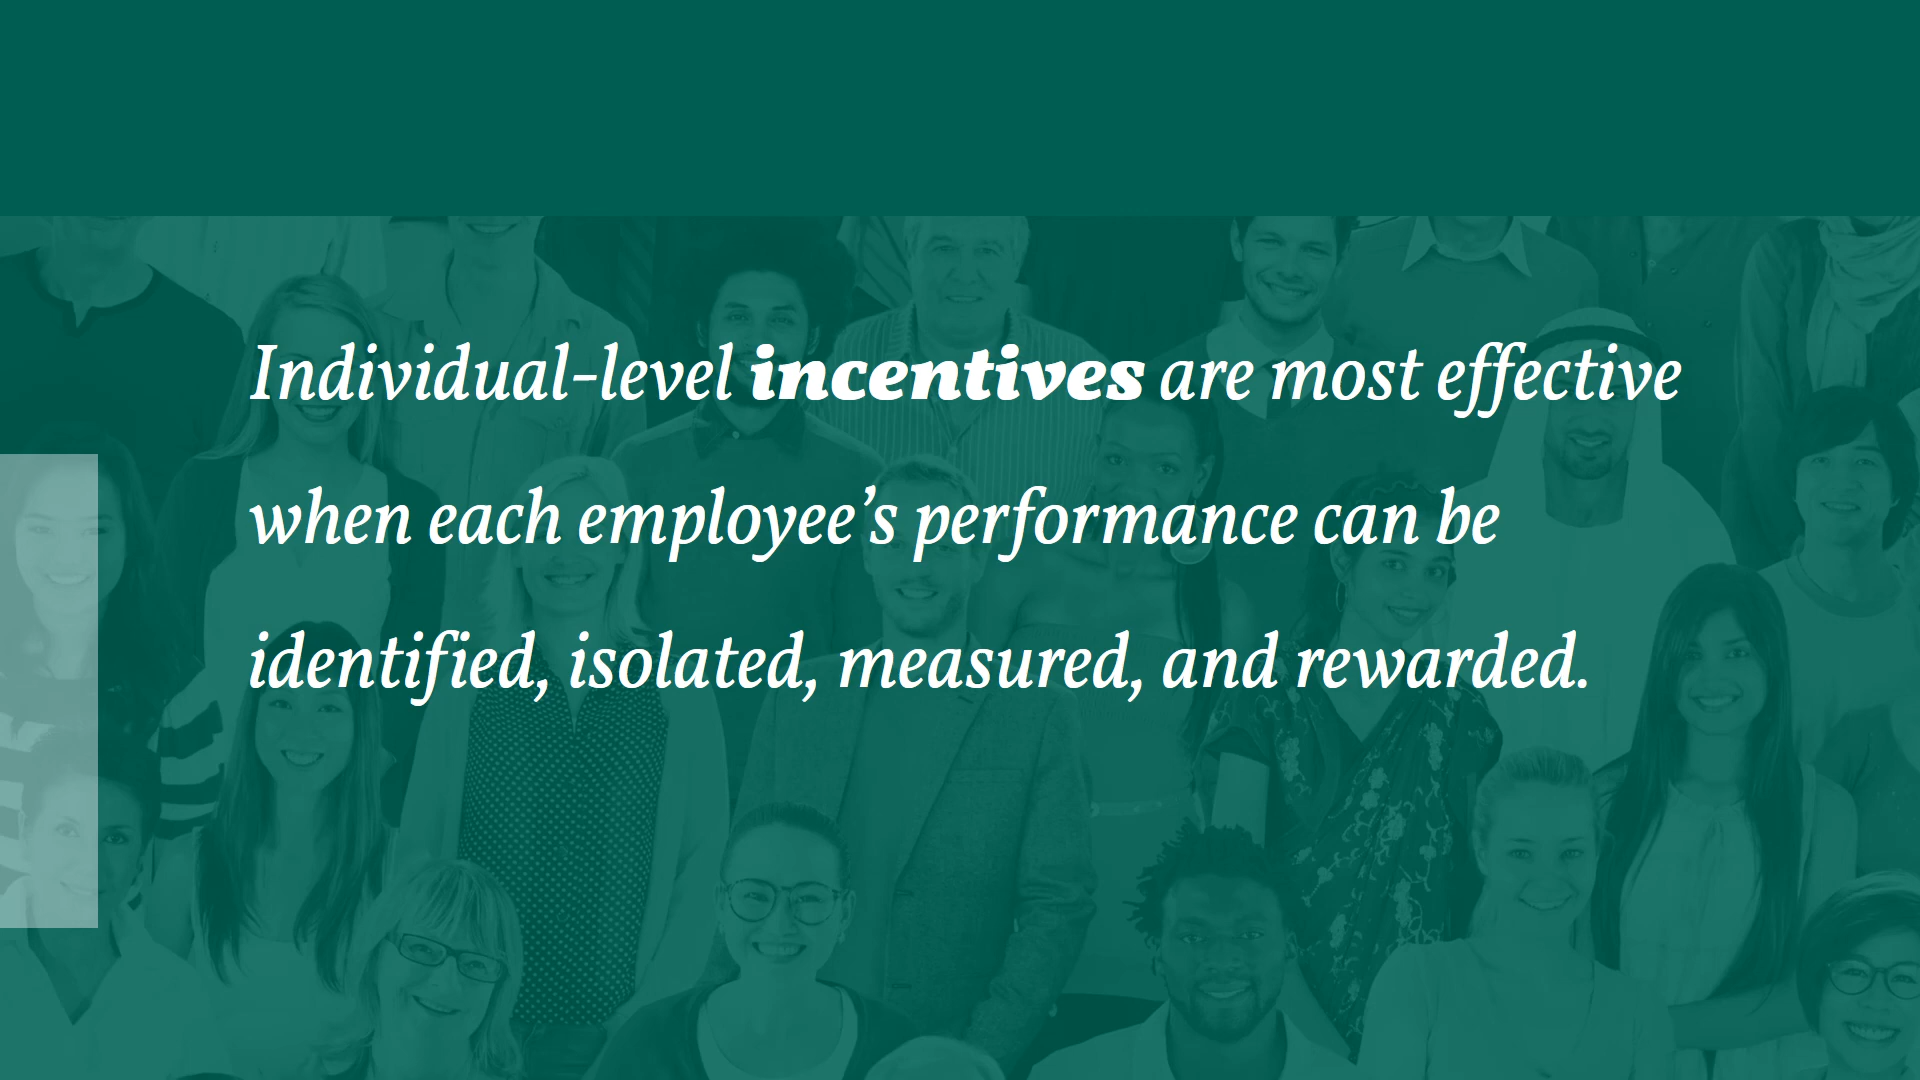 Individual-level incentives are most effective
when each employee’s performance can be
identified, isolated, measured, and rewarded.